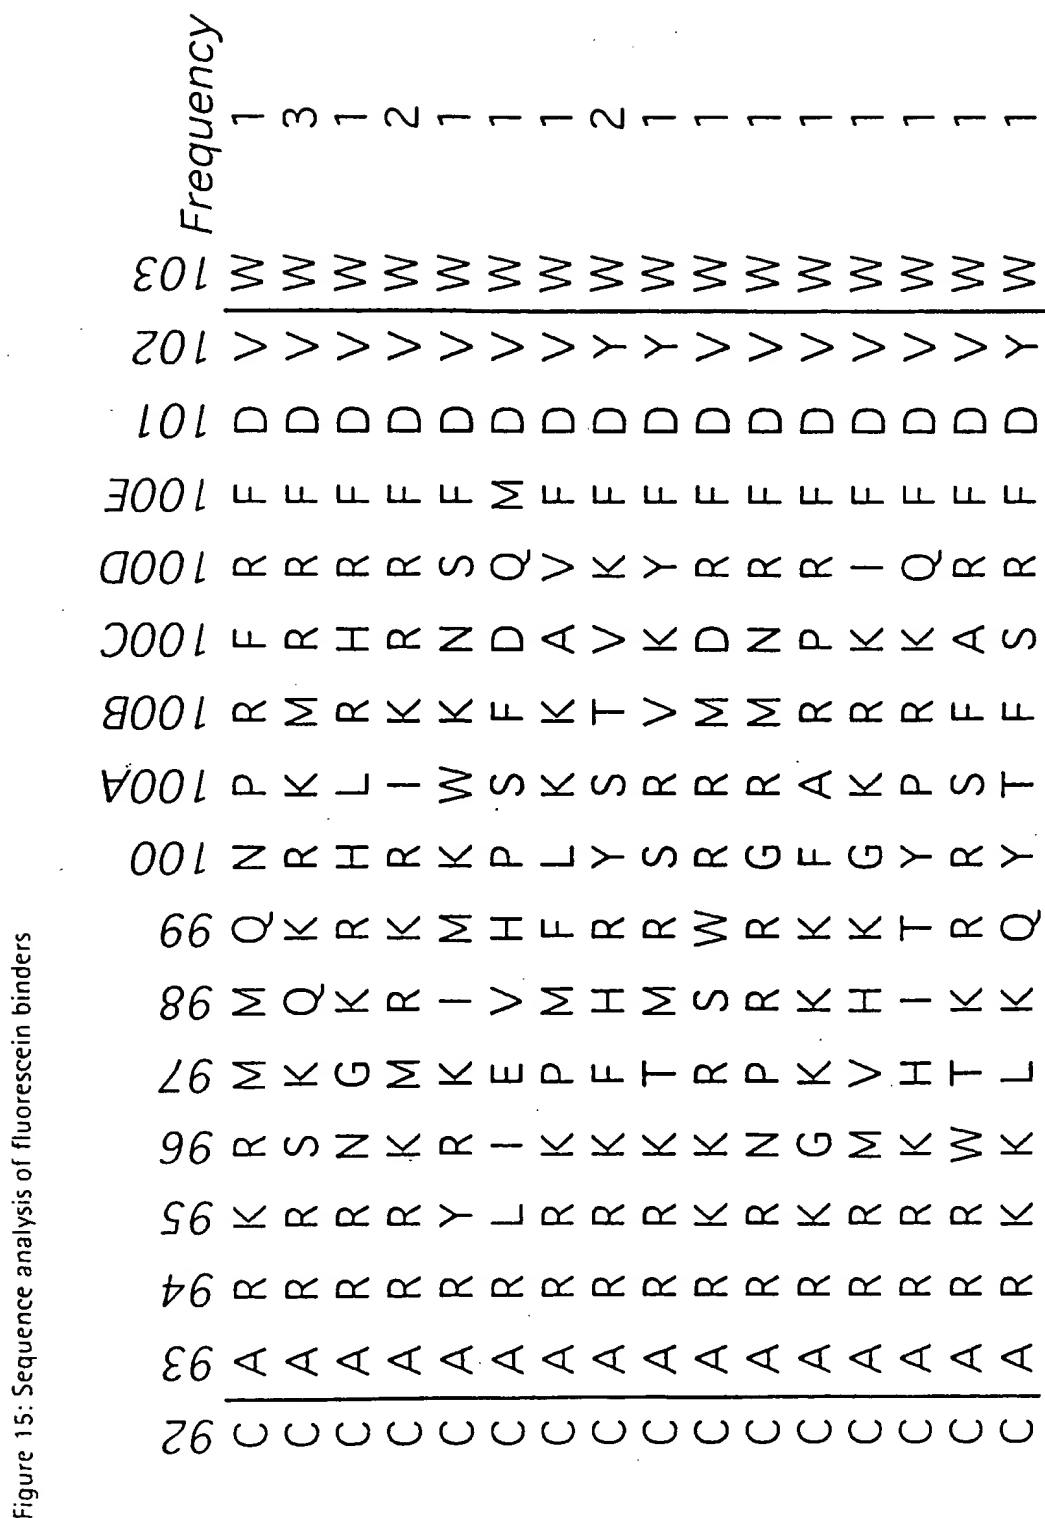 Figure 15: Sequence analysis of fluorescein binders
92 93 94 95 96 97 98 99 100 100A 100B 100C 100D 100E 101 102 103 Frequency
C A R K R M M Q N P R F R F D V W 1
C A R R S K Q K R K M R R F D V W 3
C A R R N G K R H L R H R F D V W 1
C A R R K M R K R I K R R F D V W 2
C A R Y R K I M K W K N S F D V W 1
C A R L I E V H P S F D Q M D V W 1
C A R R K P M F L K K A V F D V W 1
C A R R K F H R Y S T V K F D Y W 2
C A R R K T M R S R V K Y F D Y W 1
C A R K K R S W R R M D R F D V W 1
C A R R N P R R G R M N R F D V W 1
C A R K G K K K F A R P R F D V W 1
C A R R M V H K G K R K I F D V W 1
C A R R K H I T Y P R K Q F D V W 1
C A R R W T K R R S F A R F D V W 1
C A R K K L K Q Y T F S R F D Y W 1